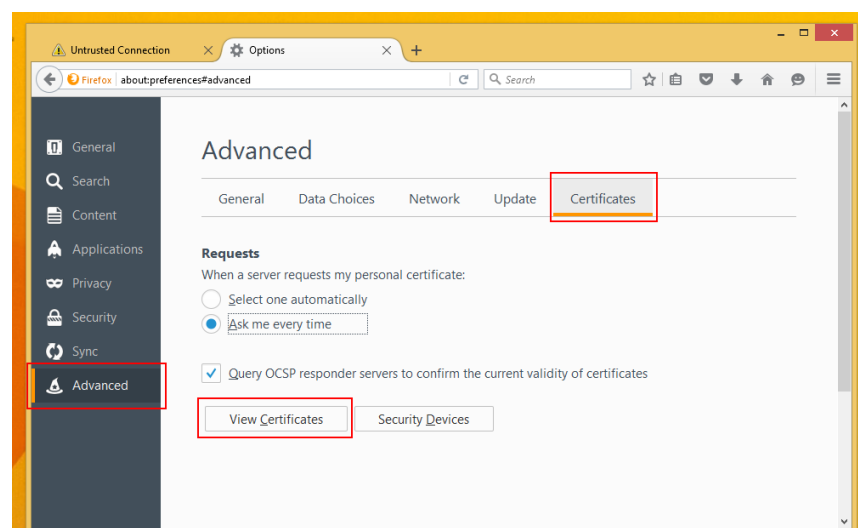 Untrusted Connection
Options
Firefox about:preferences#advanced
Search
General
Search
Content
Applications
Privacy
Security
Sync
Advanced
Advanced
General Data Choices Network Update Certificates
Requests
When a server requests my personal certificate:
Select one automatically
Ask me every time
Query OCSP responder servers to confirm the current validity of certificates
View Certificates Security Devices